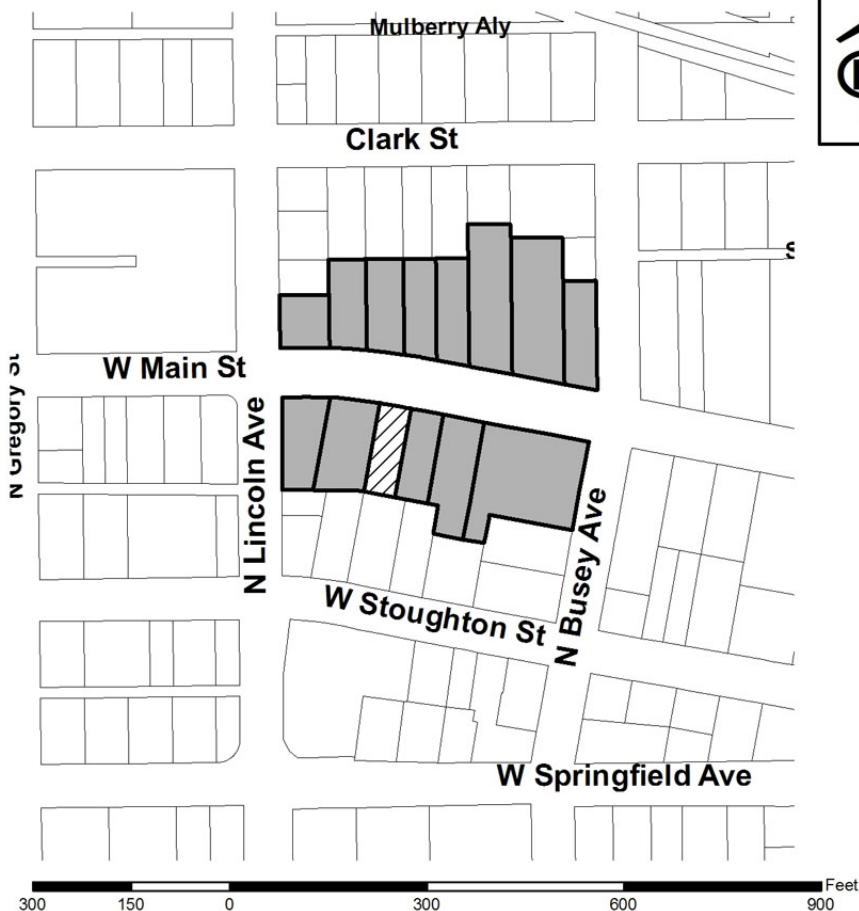 Mulberry Aly
Clark St
W Main St
N Gregory St
N Lincoln Ave
W Stoughton St
N Busey Ave
W Springfield Ave
Feet
300 150 0 300 600 900